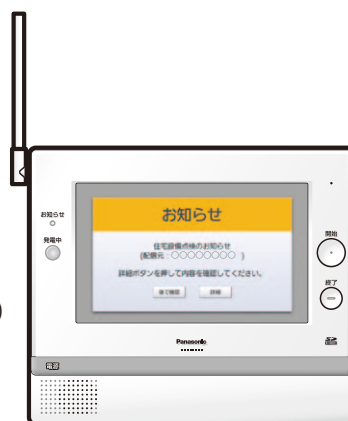 お知らせ
発電中
お知らせ
住宅設備点検のお知らせ
(配信元:〇〇〇〇〇〇〇〇 )
詳細ボタンを押して内容を確認してください。
後で確認 詳細
開始
終了
Panasonic
電源